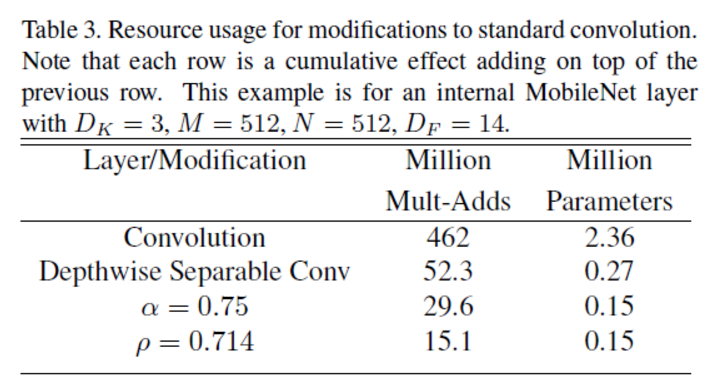 Table 3. Resource usage for modifications to standard convolution.
Note that each row is a cumulative effect adding on top of the
previous row. This example is for an internal MobileNet layer
with D_K = 3, M = 512, N = 512, D_F = 14.
Layer/Modification Million Million
Mult-Adds Parameters
Convolution 462 2.36
Depthwise Separable Conv 52.3 0.27
α = 0.75 29.6 0.15
ρ = 0.714 15.1 0.15